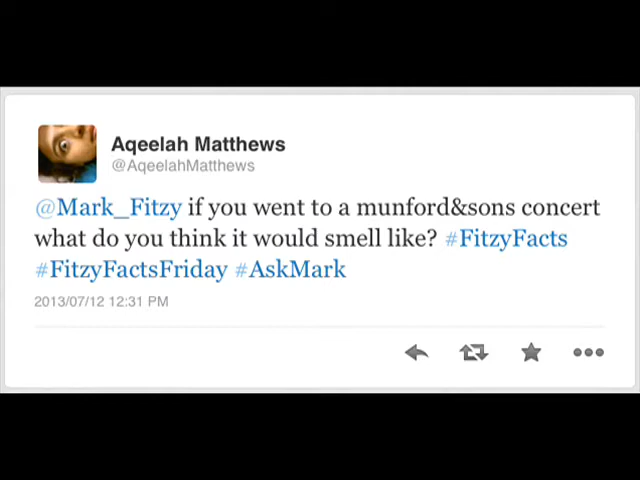 Aqeelah Matthews
@AqeelahMatthews
@Mark_Fitzy if you went to a munford&sons concert
what do you think it would smell like? #FitzyFacts
#FitzyFactsFriday #AskMark
2013/07/12 12:31 PM